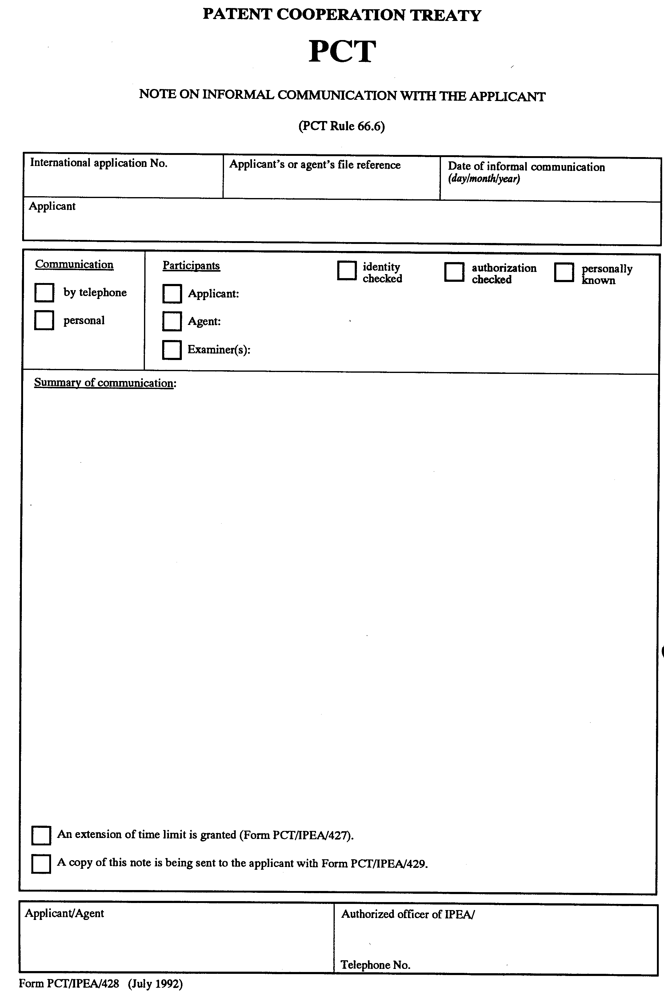 PATENT COOPERATION TREATY
PCT
NOTE ON INFORMAL COMMUNICATION WITH THE APPLICANT
(PCT Rule 66.6)
International application No.
Applicant's or agent's file reference
Date of informal communication
(day/month/year)
Applicant
Communication
by telephone
personal
Participants
identity
checked
authorization
checked
personally
known
Applicant:
Agent:
Examiner(s):
Summary of communication:
An extension of time limit is granted (Form PCT/IPEA/427).
A copy of this note is being sent to the applicant with Form PCT/IPEA/429.
Applicant/Agent
Authorized officer of IPEA/
Telephone No.
Form PCT/IPEA/428 (July 1992)